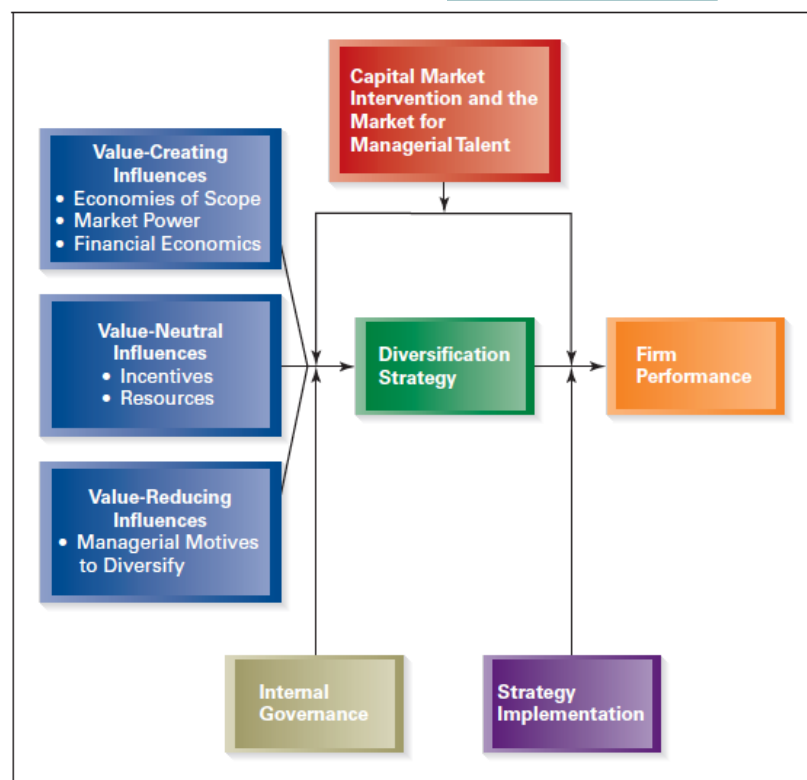 Capital Market
Intervention and the
Market for
Managerial Talent
Value-Creating
Influences
• Economies of Scope
• Market Power
• Financial Economics
Value-Neutral
Influences
• Incentives
• Resources
Value-Reducing
Influences
• Managerial Motives
to Diversify
Diversification
Strategy
Firm
Performance
Internal
Governance
Strategy
Implementation